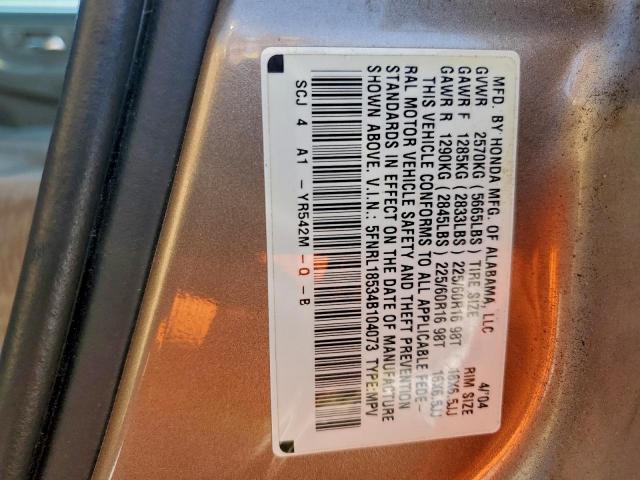 MFD. BY HONDA MFG. OF ALABAMA, LLC 4/'04
GVWR 2570KG (5665LBS) TIRE SIZE RIM SIZE
GAWR F 1285KG (2833LBS) 225/60R16 98T 16X6.5JJ
GAWR R 1290KG (2845LBS) 225/60R16 98T 16X6.5JJ
THIS VEHICLE CONFORMS TO ALL APPLICABLE FEDE-
RAL MOTOR VEHICLE SAFETY AND THEFT PREVENTION
STANDARDS IN EFFECT ON THE DATE OF MANUFACTURE
SHOWN ABOVE. V.I.N.: 5FNRL18534B104073 TYPE:MPV
SCJ 4 A1 - YR542M - O - B